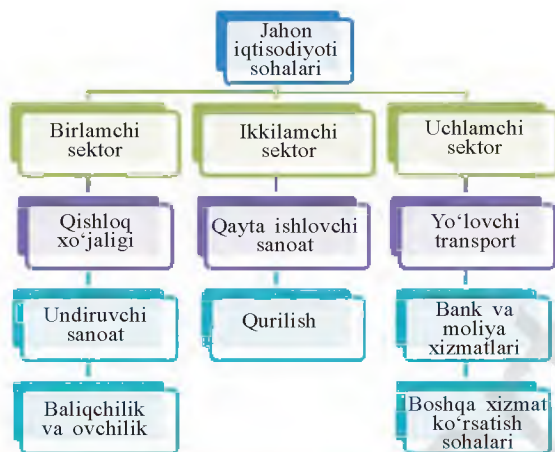 Jahon
iqtisodiyoti
sohalari
Birlamchi
sektor
Ikkilamchi
sektor
Uchlamchi
sektor
Qishloq
xo‘jaligi
Qayta ishlovchi
sanoat
Yo‘lovchi
transport
Undiruvchi
sanoat
Qurilish
Bank va
moliya
xizmatlari
Baliqchilik
va ovchilik
Boshqa xizmat
ko‘rsatish
sohalari